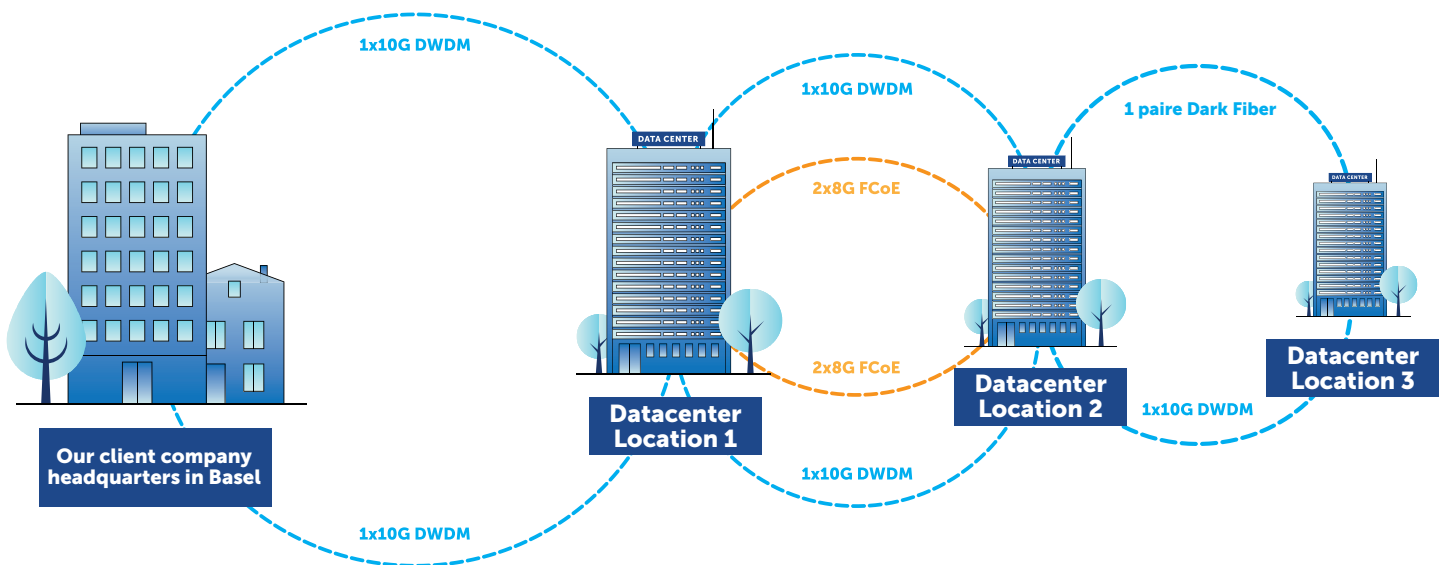 1x10G DWDM
1x10G DWDM
1 paire Dark Fiber
DATA CENTER
DATA CENTER
DATA CENTER
2x8G FCoE
2x8G FCoE
Our client company
headquarters in Basel
Datacenter
Location 1
Datacenter
Location 2
Datacenter
Location 3
1x10G DWDM
1x10G DWDM
1x10G DWDM